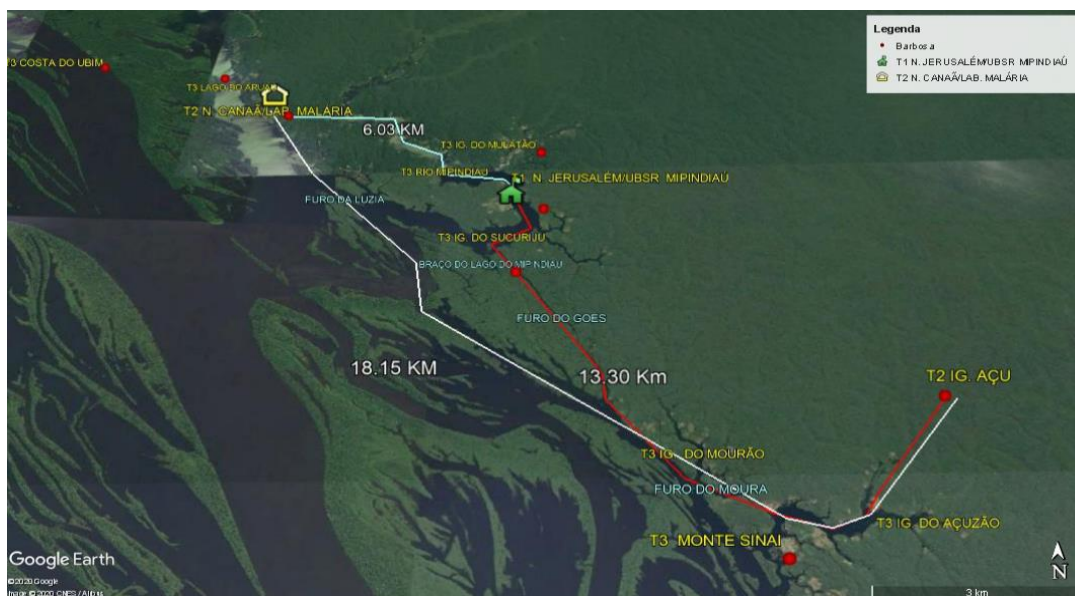 Legenda
Barbosa
T1 N. JERUSALÉM/UBSR MIPINDIAÚ
T2 N. CANAÃ/LAB. MALÁRIA
T3 COSTA DO UBIM
T3 LAGO DO ARUAU
T2 N. CANAÃ/LAB. MALÁRIA
6.03 KM
T3 IG. DO MULATÃO
T3 RIO MIPINDIAÚ
T1 N. JERUSALÉM/UBSR MIPINDIAÚ
FURO DA LUZIA
T3 IG. DO SUCURIJU
BRAÇO DO LAGO DO MIPINDIAÚ
FURO DO GOES
18.15 KM
13.30 Km
T2 IG. AÇU
T3 IG. DO MOURÃO
FURO DO MOURA
T3 IG. DO AÇUZÃO
T3 MONTE SINAI
Google Earth
©2020 Google
Image © 2020 CNES / Airbus
N
3 km